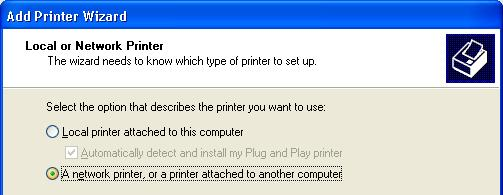 Add Printer Wizard
Local or Network Printer
The wizard needs to know which type of printer to set up.
Select the option that describes the printer you want to use:
Local printer attached to this computer
Automatically detect and install my Plug and Play printer
A network printer, or a printer attached to another computer